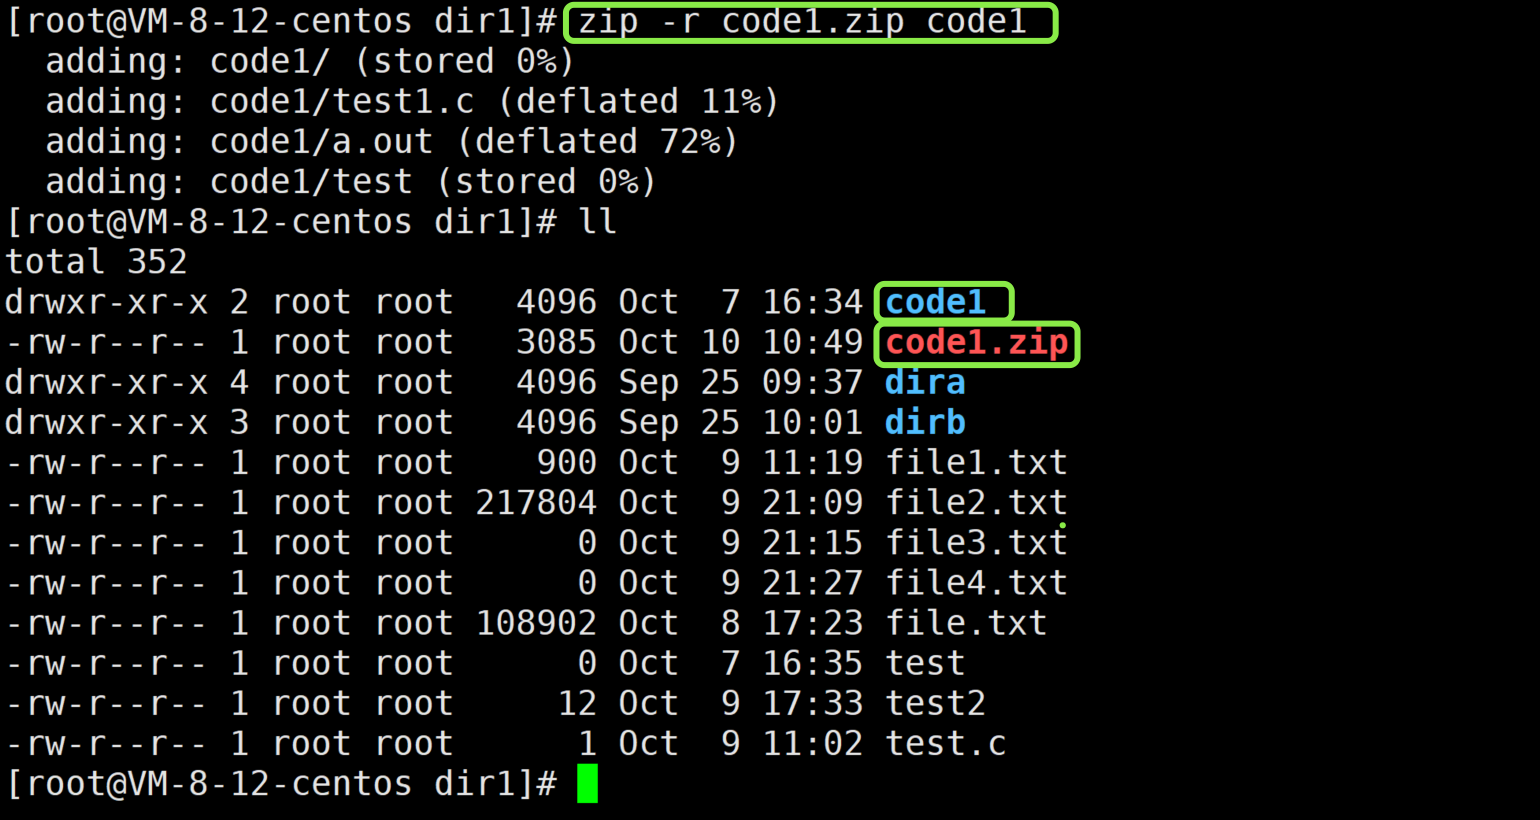 [root@VM-8-12-centos dir1]# zip -r code1.zip code1
  adding: code1/ (stored 0%)
  adding: code1/test1.c (deflated 11%)
  adding: code1/a.out (deflated 72%)
  adding: code1/test (stored 0%)
[root@VM-8-12-centos dir1]# ll
total 352
drwxr-xr-x 2 root root   4096 Oct  7 16:34 code1
-rw-r--r-- 1 root root   3085 Oct 10 10:49 code1.zip
drwxr-xr-x 4 root root   4096 Sep 25 09:37 dira
drwxr-xr-x 3 root root   4096 Sep 25 10:01 dirb
-rw-r--r-- 1 root root    900 Oct  9 11:19 file1.txt
-rw-r--r-- 1 root root 217804 Oct  9 21:09 file2.txt
-rw-r--r-- 1 root root      0 Oct  9 21:15 file3.txt
-rw-r--r-- 1 root root      0 Oct  9 21:27 file4.txt
-rw-r--r-- 1 root root 108902 Oct  8 17:23 file.txt
-rw-r--r-- 1 root root      0 Oct  7 16:35 test
-rw-r--r-- 1 root root     12 Oct  9 17:33 test2
-rw-r--r-- 1 root root      1 Oct  9 11:02 test.c
[root@VM-8-12-centos dir1]#